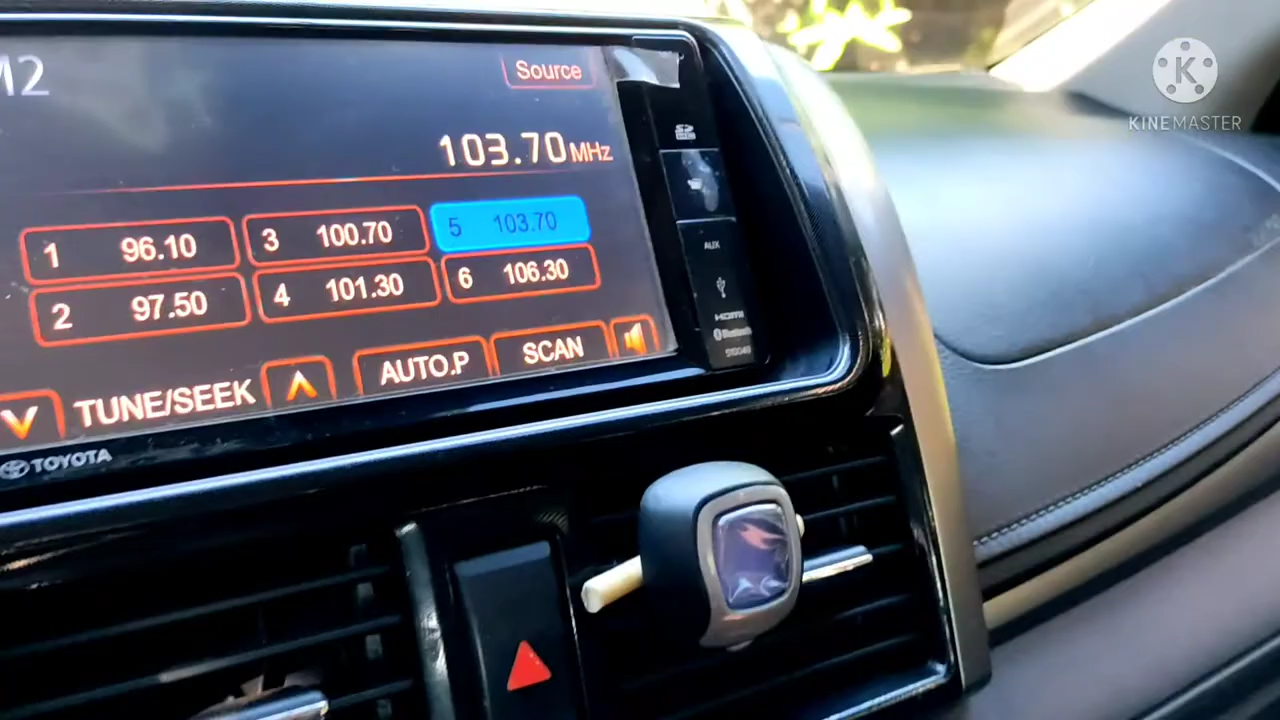 M2
Source
103.70 MHz
1 96.10
3 100.70
5 103.70
2 97.50
4 101.30
6 106.30
TUNE/SEEK
AUTO.P
SCAN
TOYOTA
AUX
HDMI
Bluetooth
K
KINEMASTER